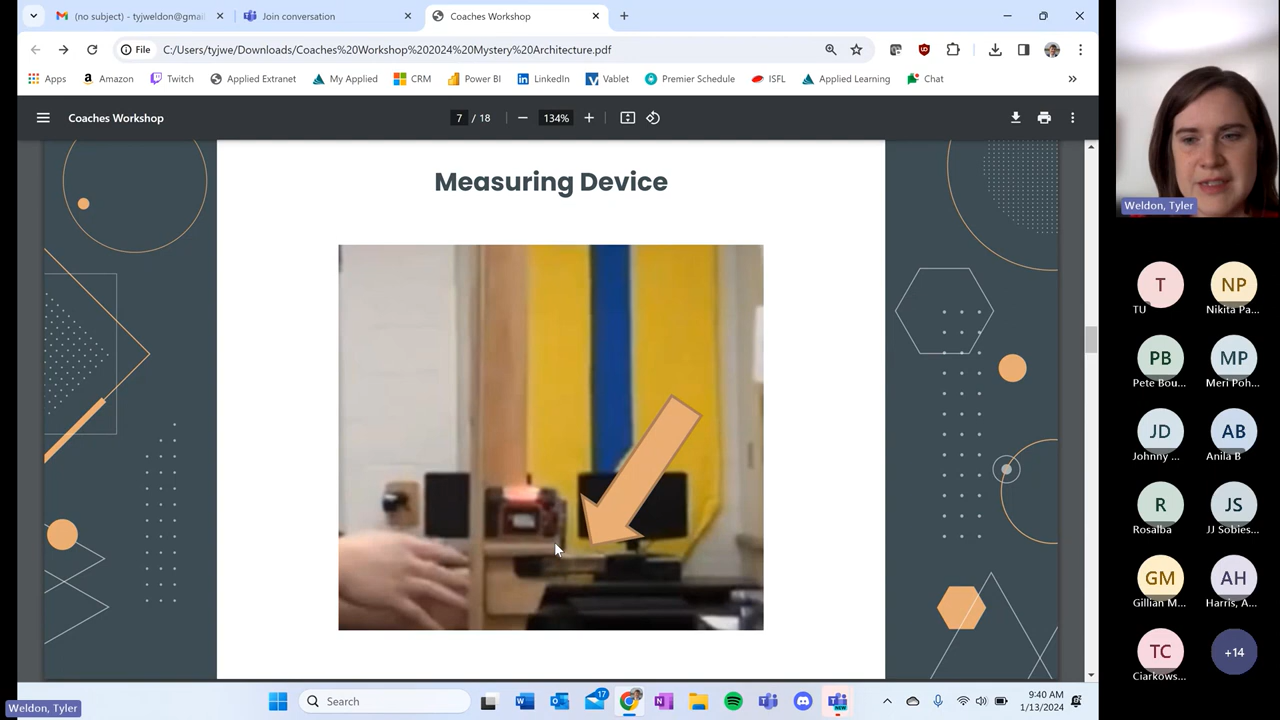 (no subject) - tyjweldon@gmai
Join conversation
Coaches Workshop
File
C:/Users/tyjwe/Downloads/Coaches%20Workshop%202024%20Mystery%20Architecture.pdf
Apps
Amazon
Twitch
Applied Extranet
My Applied
CRM
Power BI
LinkedIn
Vablet
Premier Schedule
ISFL
Applied Learning
Chat
Coaches Workshop
7 / 18
134%
Measuring Device
Weldon, Tyler
T
TU
NP
Nikita Pa...
PB
Pete Bou...
MP
Meri Poh...
JD
Johnny ...
AB
Anila B
R
Rosalba
JS
JJ Sobies...
GM
Gillian M...
AH
Harris, A...
TC
Ciarkows...
+14
Weldon, Tyler
Search
17
9:40 AM
1/13/2024